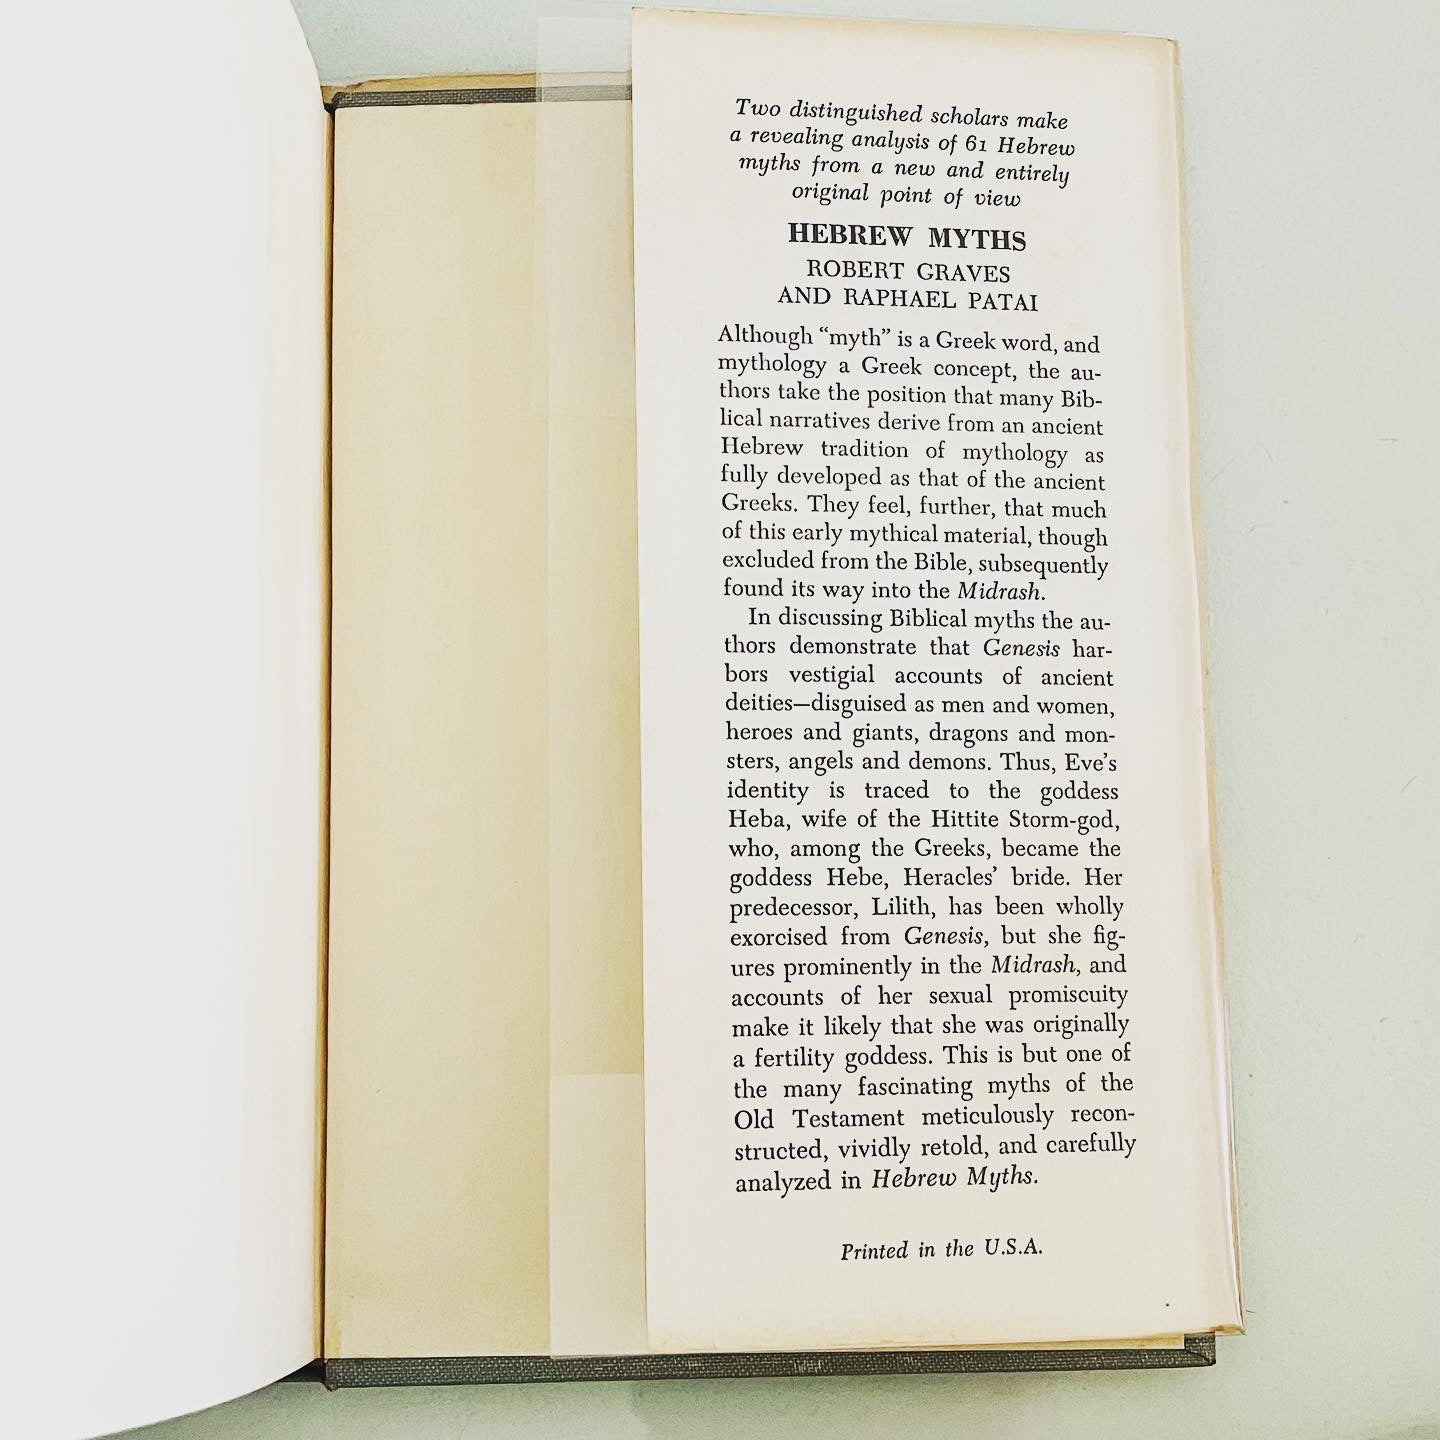 Two distinguished scholars make
a revealing analysis of 61 Hebrew
myths from a new and entirely
original point of view
HEBREW MYTHS
ROBERT GRAVES
AND RAPHAEL PATAI
Although “myth” is a Greek word, and
mythology a Greek concept, the au-
thors take the position that many Bib-
lical narratives derive from an ancient
Hebrew tradition of mythology as
fully developed as that of the ancient
Greeks. They feel, further, that much
of this early mythical material, though
excluded from the Bible, subsequently
found its way into the Midrash.
In discussing Biblical myths the au-
thors demonstrate that Genesis har-
bors vestigial accounts of ancient
deities—disguised as men and women,
heroes and giants, dragons and mon-
sters, angels and demons. Thus, Eve’s
identity is traced to the goddess
Heba, wife of the Hittite Storm-god,
who, among the Greeks, became the
goddess Hebe, Heracles’ bride. Her
predecessor, Lilith, has been wholly
exorcised from Genesis, but she fig-
ures prominently in the Midrash, and
accounts of her sexual promiscuity
make it likely that she was originally
a fertility goddess. This is but one of
the many fascinating myths of the
Old Testament meticulously recon-
structed, vividly retold, and carefully
analyzed in Hebrew Myths.
Printed in the U.S.A.